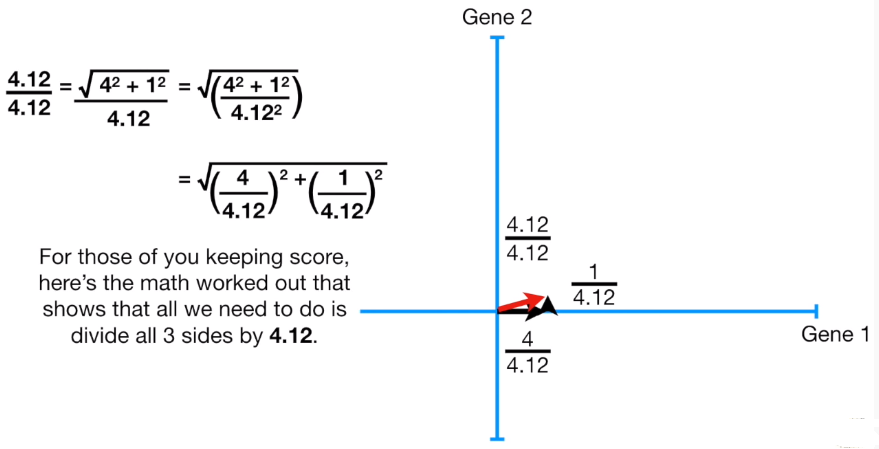 Gene 2
4.12/4.12 = √(4² + 1²)/4.12 = √((4² + 1²)/4.12²)
= √((4/4.12)² + (1/4.12)²)
For those of you keeping score,
here's the math worked out that
shows that all we need to do is
divide all 3 sides by 4.12.
4.12/4.12
1/4.12
4/4.12
Gene 1